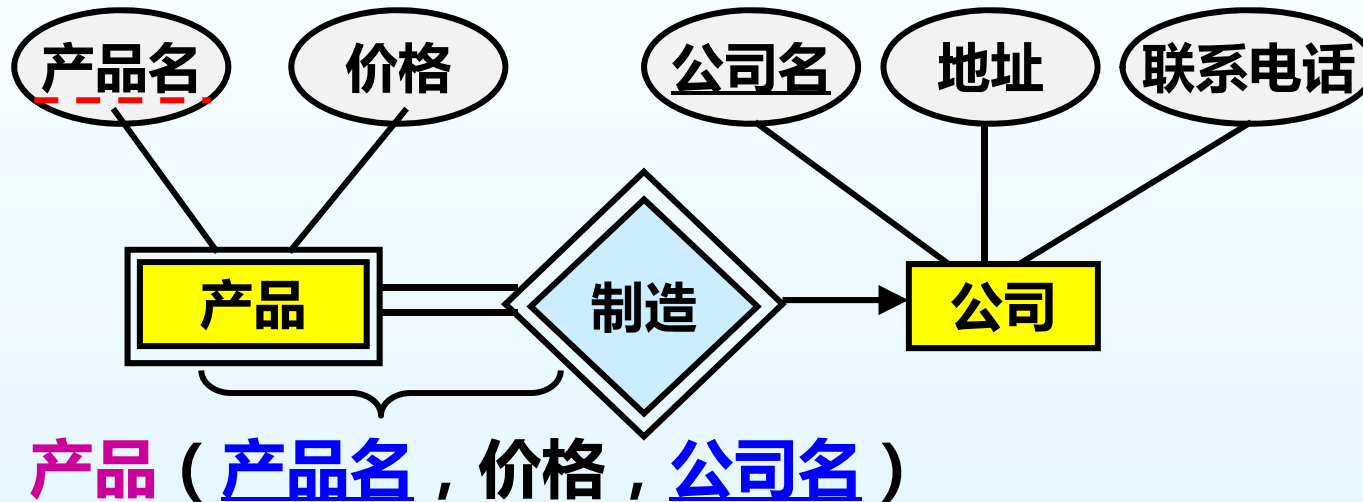 产品名 价格 公司名 地址 联系电话
产品 制造 公司
产品（产品名，价格，公司名）